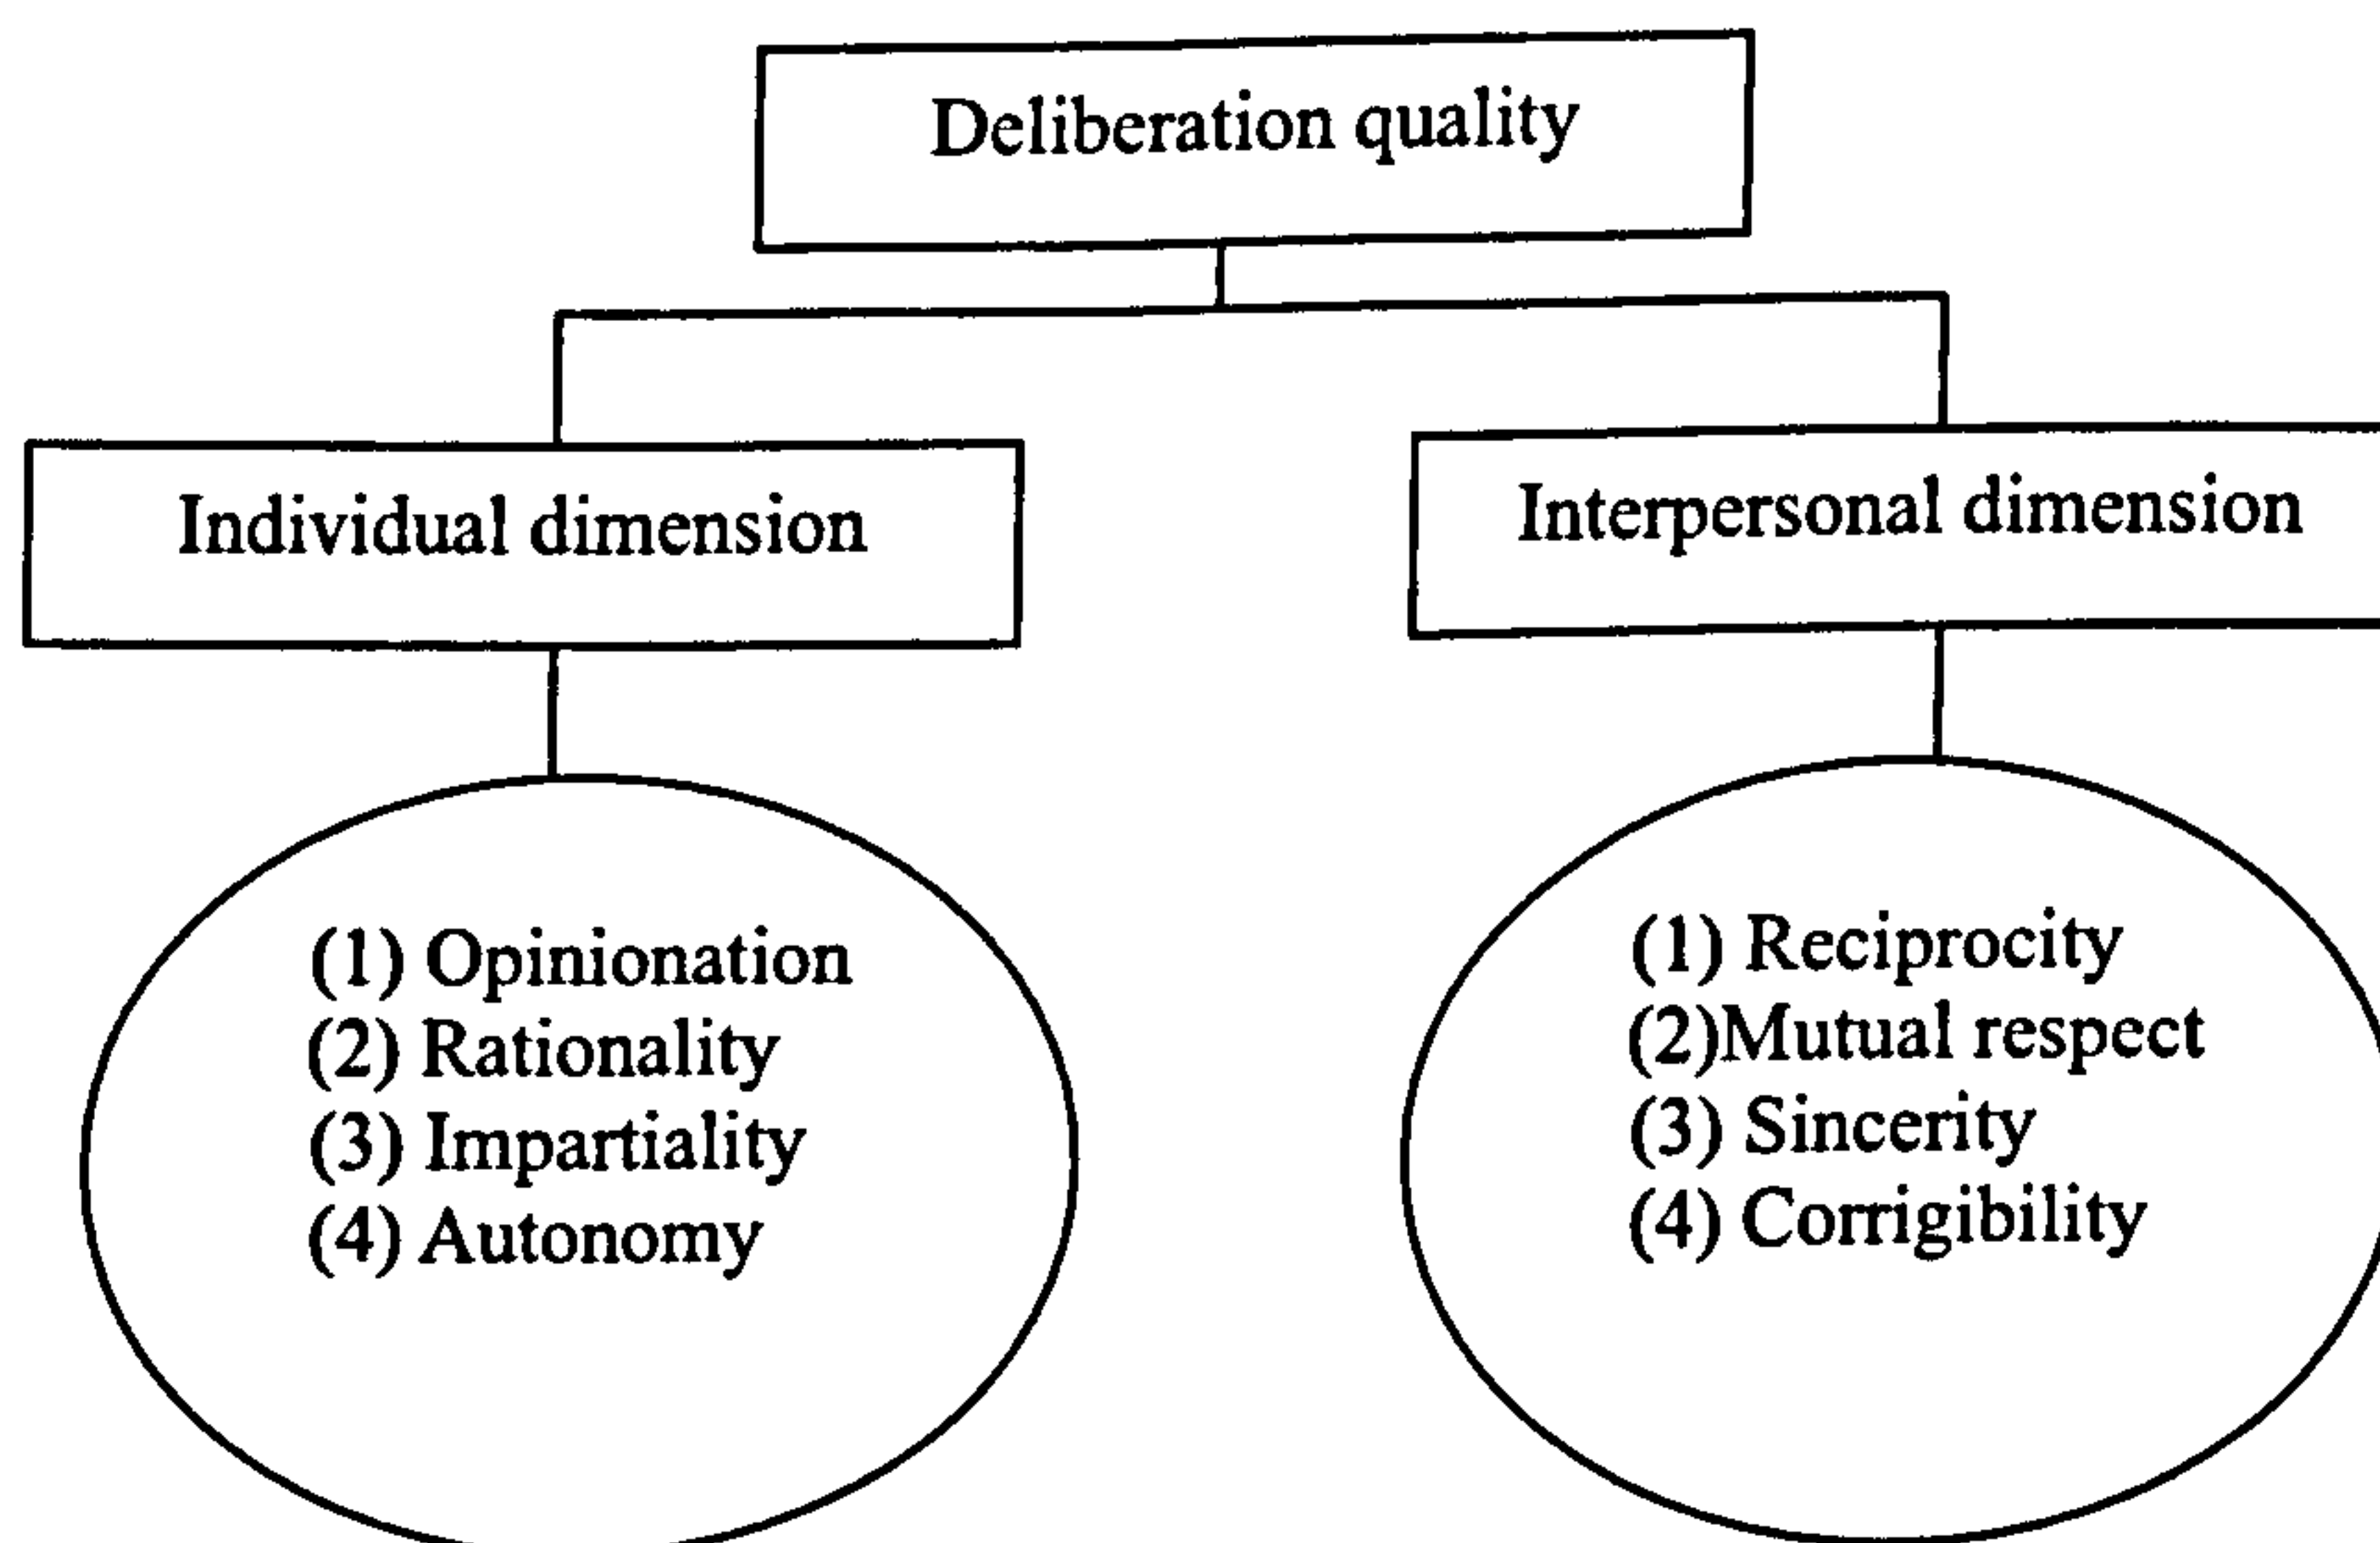 Deliberation quality
Individual dimension
Interpersonal dimension
(1) Opinionation
(2) Rationality
(3) Impartiality
(4) Autonomy
(1) Reciprocity
(2)Mutual respect
(3) Sincerity
(4) Corrigibility